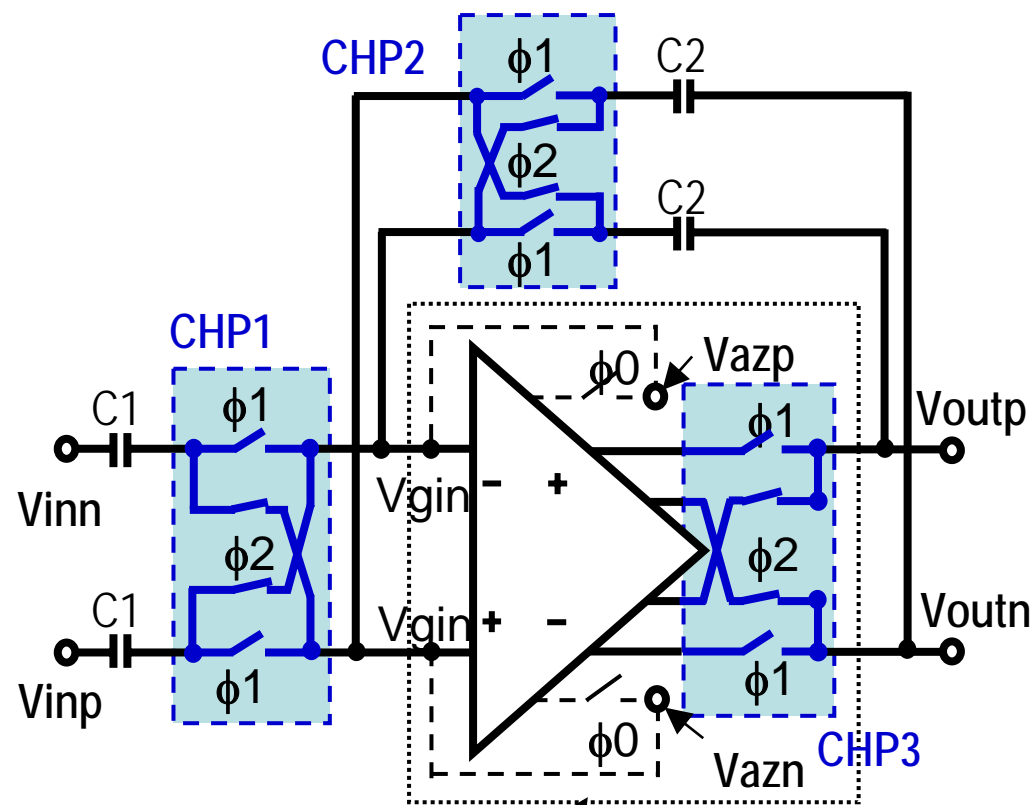 CHP2
ϕ1
C2
ϕ2
C2
ϕ1
CHP1
Vazp
ϕ0
C1
ϕ1
ϕ1
Voutp
Vinn
Vgin
-
+
ϕ2
ϕ2
C1
Vgin
+
-
Voutn
Vinp
ϕ1
ϕ1
ϕ0
CHP3
Vazn